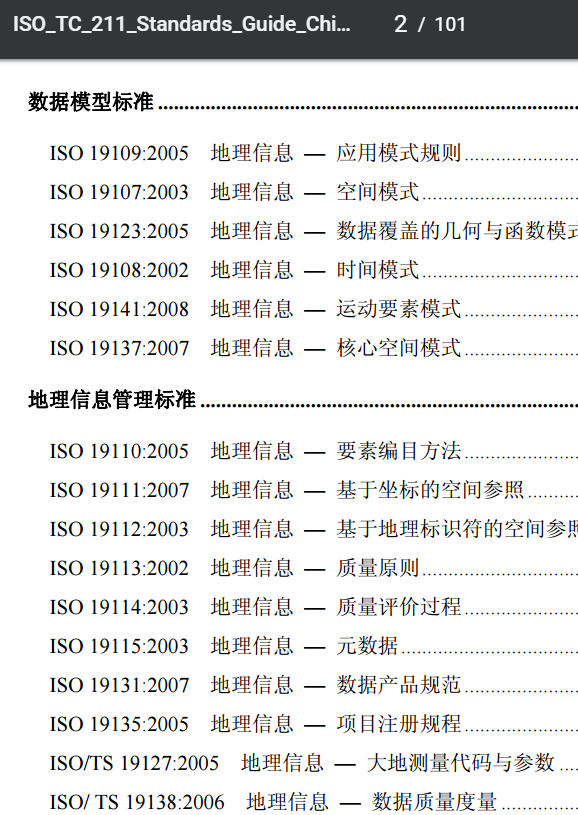 ISO_TC_211_Standards_Guide_Chi... 2 / 101
数据模型标准
ISO 19109:2005 地理信息 — 应用模式规则
ISO 19107:2003 地理信息 — 空间模式
ISO 19123:2005 地理信息 — 数据覆盖的几何与函数模式
ISO 19108:2002 地理信息 — 时间模式
ISO 19141:2008 地理信息 — 运动要素模式
ISO 19137:2007 地理信息 — 核心空间模式
地理信息管理标准
ISO 19110:2005 地理信息 — 要素编目方法
ISO 19111:2007 地理信息 — 基于坐标的空间参照
ISO 19112:2003 地理信息 — 基于地理标识符的空间参照
ISO 19113:2002 地理信息 — 质量原则
ISO 19114:2003 地理信息 — 质量评价过程
ISO 19115:2003 地理信息 — 元数据
ISO 19131:2007 地理信息 — 数据产品规范
ISO 19135:2005 地理信息 — 项目注册规程
ISO/TS 19127:2005 地理信息 — 大地测量代码与参数
ISO/ TS 19138:2006 地理信息 — 数据质量度量